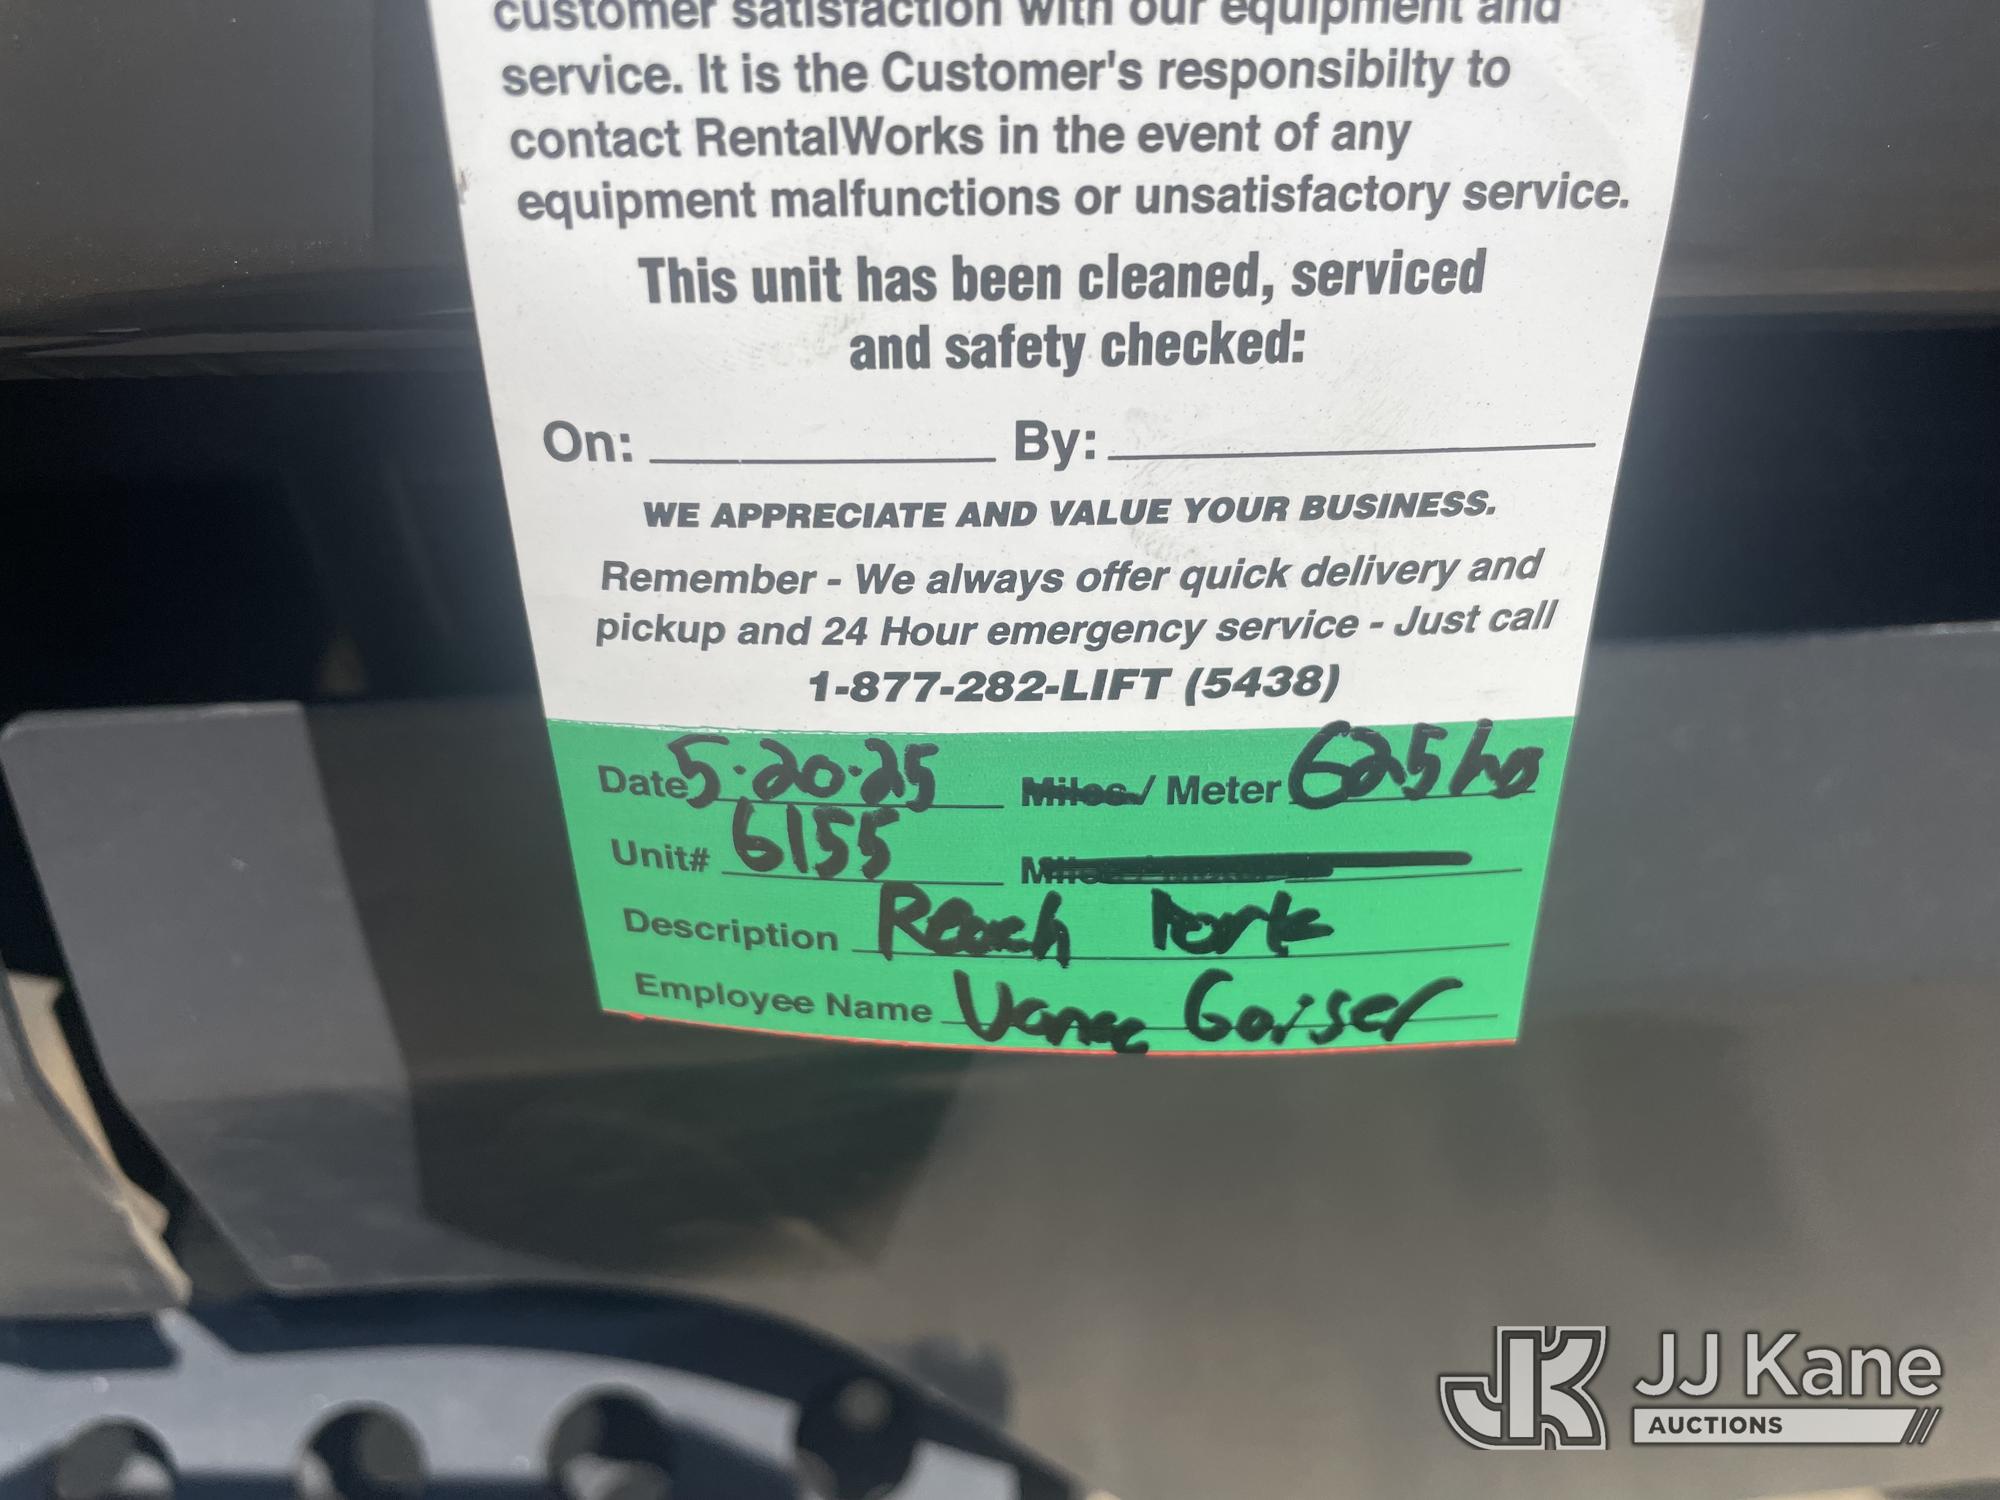 customer satisfaction with our equipment and
service. It is the Customer's responsibilty to
contact RentalWorks in the event of any
equipment malfunctions or unsatisfactory service.
This unit has been cleaned, serviced
and safety checked:
On: By:
WE APPRECIATE AND VALUE YOUR BUSINESS.
Remember - We always offer quick delivery and
pickup and 24 Hour emergency service - Just call
1-877-282-LIFT (5438)
Date 5.20.25 Miles / Meter 625 hrs
Unit# 6155
Description Reach Fork
Employee Name Vance Gaiser
JK JJ Kane
AUCTIONS